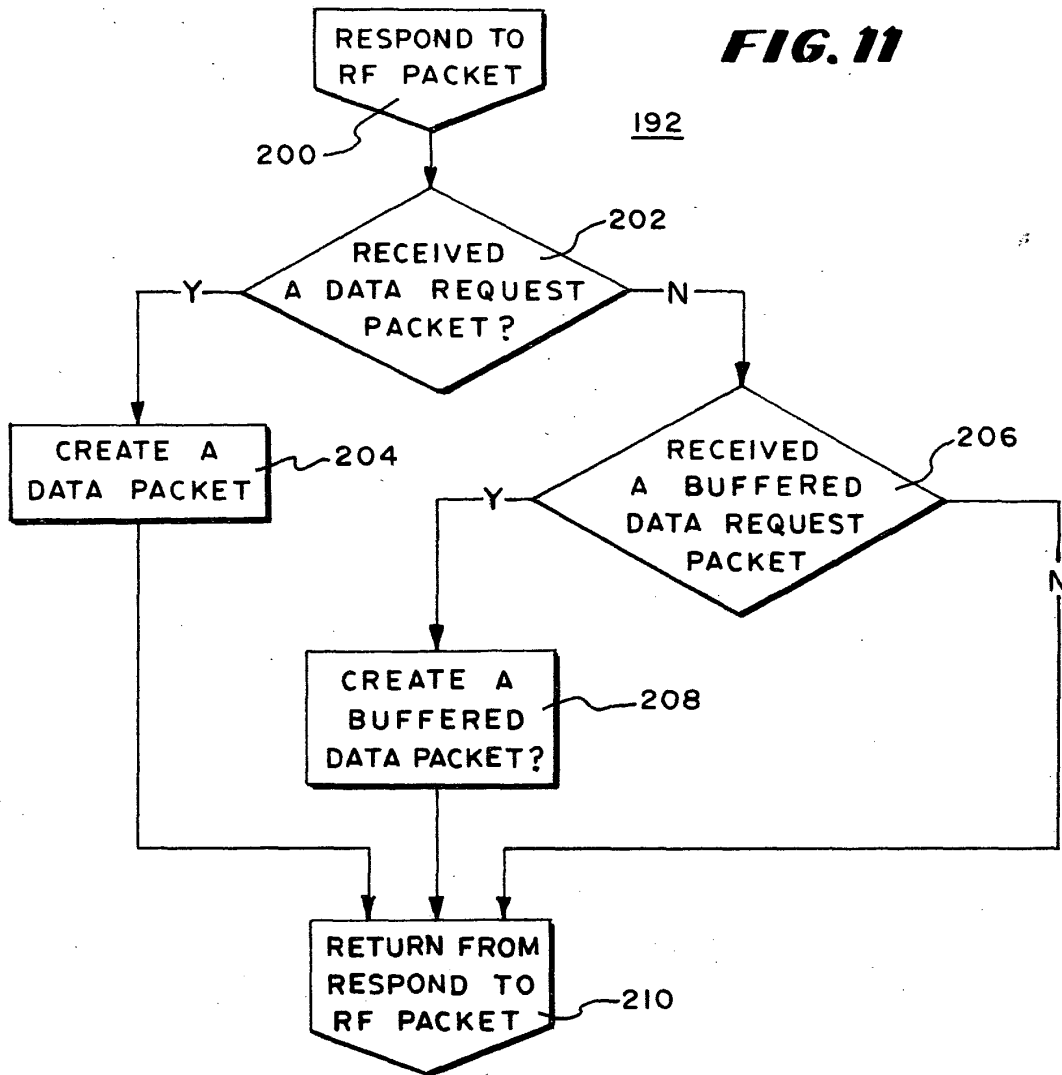 RESPOND TO
RF PACKET
FIG. 11
192
200
202
RECEIVED
A DATA REQUEST
PACKET?
Y
N
CREATE A
DATA PACKET
204
206
RECEIVED
A BUFFERED
DATA REQUEST
PACKET
Y
N
CREATE A
BUFFERED
DATA PACKET?
208
RETURN FROM
RESPOND TO
RF PACKET
210